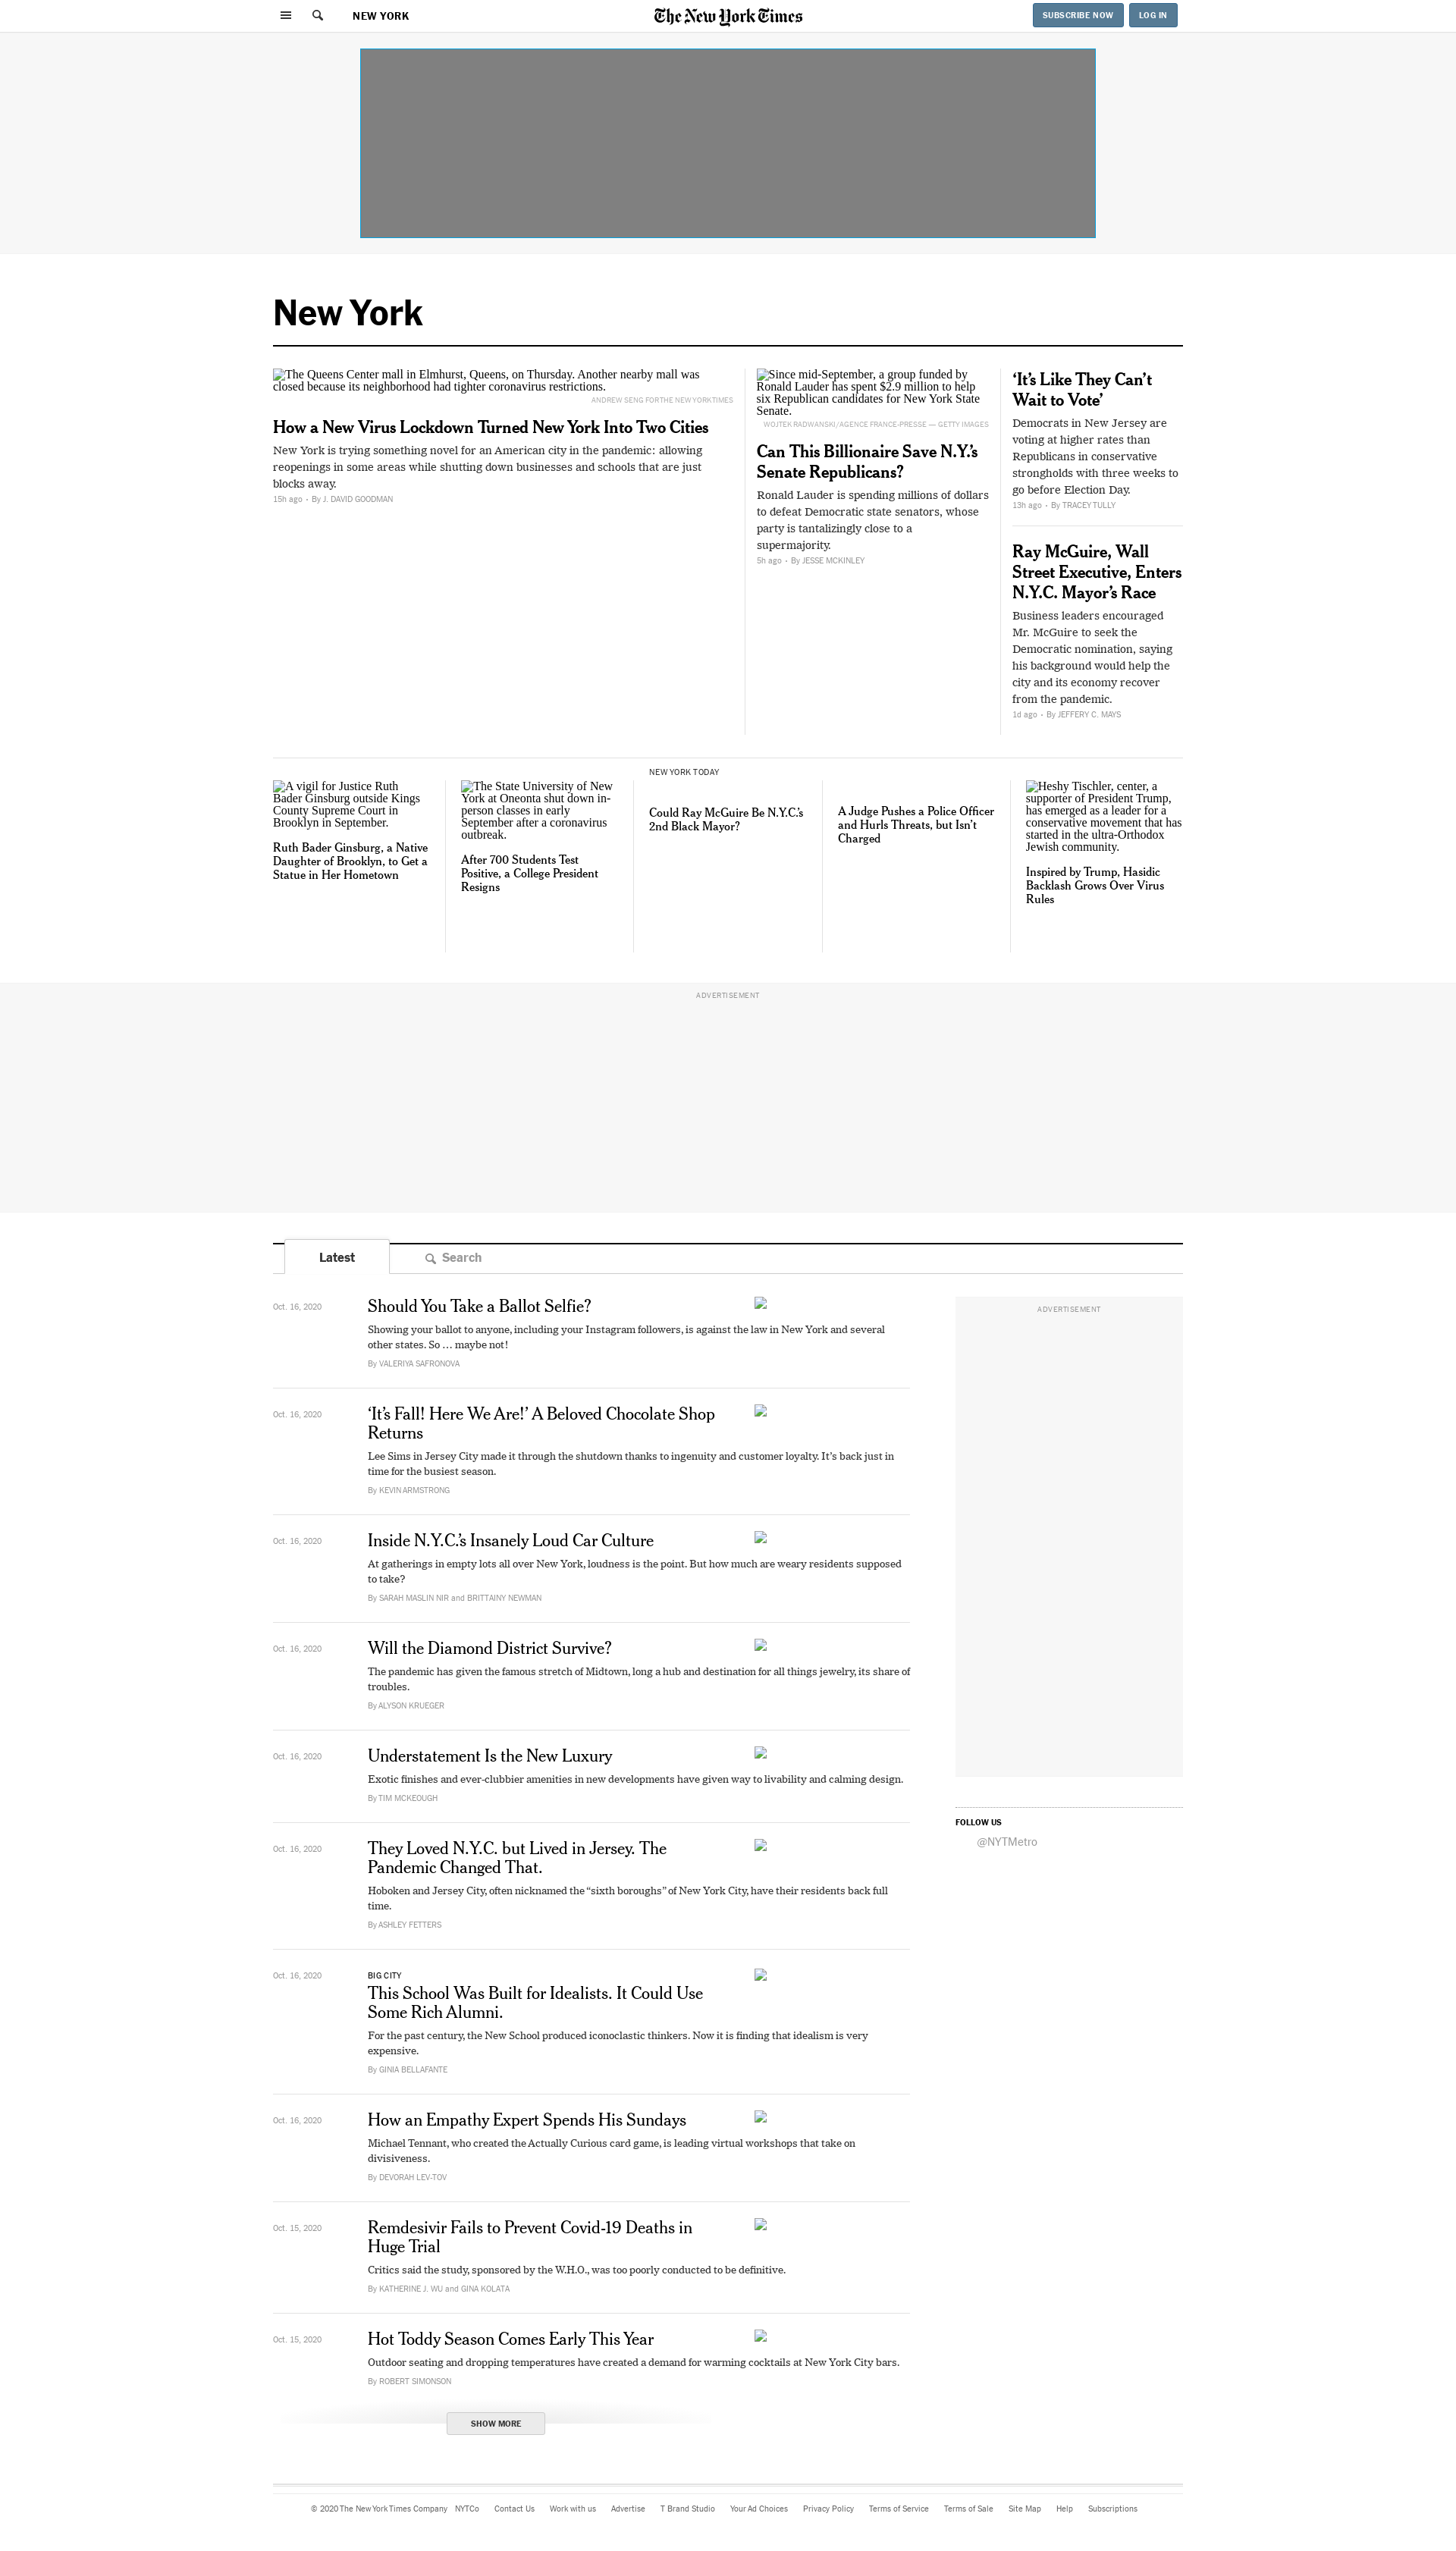 NEW YORK
The New York Times
SUBSCRIBE NOW
LOG IN
New York
The Queens Center mall in Elmhurst, Queens, on Thursday. Another nearby mall was
closed because its neighborhood had tighter coronavirus restrictions.
ANDREW SENG FOR THE NEW YORK TIMES
How a New Virus Lockdown Turned New York Into Two Cities
New York is trying something novel for an American city in the pandemic: allowing
reopenings in some areas while shutting down businesses and schools that are just
blocks away.
15h ago • By J. DAVID GOODMAN
Since mid-September, a group funded by
Ronald Lauder has spent $2.9 million to help
six Republican candidates for New York State
Senate.
WOJTEK RADWANSKI/AGENCE FRANCE-PRESSE — GETTY IMAGES
Can This Billionaire Save N.Y.’s
Senate Republicans?
Ronald Lauder is spending millions of dollars
to defeat Democratic state senators, whose
party is tantalizingly close to a
supermajority.
5h ago • By JESSE MCKINLEY
‘It’s Like They Can’t
Wait to Vote’
Democrats in New Jersey are
voting at higher rates than
Republicans in conservative
strongholds with three weeks to
go before Election Day.
13h ago • By TRACEY TULLY
Ray McGuire, Wall
Street Executive, Enters
N.Y.C. Mayor’s Race
Business leaders encouraged
Mr. McGuire to seek the
Democratic nomination, saying
his background would help the
city and its economy recover
from the pandemic.
1d ago • By JEFFERY C. MAYS
A vigil for Justice Ruth
Bader Ginsburg outside Kings
County Supreme Court in
Brooklyn in September.
Ruth Bader Ginsburg, a Native
Daughter of Brooklyn, to Get a
Statue in Her Hometown
The State University of New
York at Oneonta shut down in-
person classes in early
September after a coronavirus
outbreak.
After 700 Students Test
Positive, a College President
Resigns
NEW YORK TODAY
Could Ray McGuire Be N.Y.C.’s
2nd Black Mayor?
A Judge Pushes a Police Officer
and Hurls Threats, but Isn’t
Charged
Heshy Tischler, center, a
supporter of President Trump,
has emerged as a leader for a
conservative movement that has
started in the ultra-Orthodox
Jewish community.
Inspired by Trump, Hasidic
Backlash Grows Over Virus
Rules
ADVERTISEMENT
Latest
Search
Oct. 16, 2020
Should You Take a Ballot Selfie?
Showing your ballot to anyone, including your Instagram followers, is against the law in New York and several
other states. So … maybe not!
By VALERIYA SAFRONOVA
Oct. 16, 2020
‘It’s Fall! Here We Are!’ A Beloved Chocolate Shop
Returns
Lee Sims in Jersey City made it through the shutdown thanks to ingenuity and customer loyalty. It’s back just in
time for the busiest season.
By KEVIN ARMSTRONG
Oct. 16, 2020
Inside N.Y.C.’s Insanely Loud Car Culture
At gatherings in empty lots all over New York, loudness is the point. But how much are weary residents supposed
to take?
By SARAH MASLIN NIR and BRITTAINY NEWMAN
Oct. 16, 2020
Will the Diamond District Survive?
The pandemic has given the famous stretch of Midtown, long a hub and destination for all things jewelry, its share of
troubles.
By ALYSON KRUEGER
Oct. 16, 2020
Understatement Is the New Luxury
Exotic finishes and ever-clubbier amenities in new developments have given way to livability and calming design.
By TIM MCKEOUGH
Oct. 16, 2020
They Loved N.Y.C. but Lived in Jersey. The
Pandemic Changed That.
Hoboken and Jersey City, often nicknamed the “sixth boroughs” of New York City, have their residents back full
time.
By ASHLEY FETTERS
Oct. 16, 2020
BIG CITY
This School Was Built for Idealists. It Could Use
Some Rich Alumni.
For the past century, the New School produced iconoclastic thinkers. Now it is finding that idealism is very
expensive.
By GINIA BELLAFANTE
Oct. 16, 2020
How an Empathy Expert Spends His Sundays
Michael Tennant, who created the Actually Curious card game, is leading virtual workshops that take on
divisiveness.
By DEVORAH LEV-TOV
Oct. 15, 2020
Remdesivir Fails to Prevent Covid-19 Deaths in
Huge Trial
Critics said the study, sponsored by the W.H.O., was too poorly conducted to be definitive.
By KATHERINE J. WU and GINA KOLATA
Oct. 15, 2020
Hot Toddy Season Comes Early This Year
Outdoor seating and dropping temperatures have created a demand for warming cocktails at New York City bars.
By ROBERT SIMONSON
SHOW MORE
ADVERTISEMENT
FOLLOW US
@NYTMetro
© 2020 The New York Times Company NYTCo Contact Us Work with us Advertise T Brand Studio Your Ad Choices Privacy Policy Terms of Service Terms of Sale Site Map Help Subscriptions